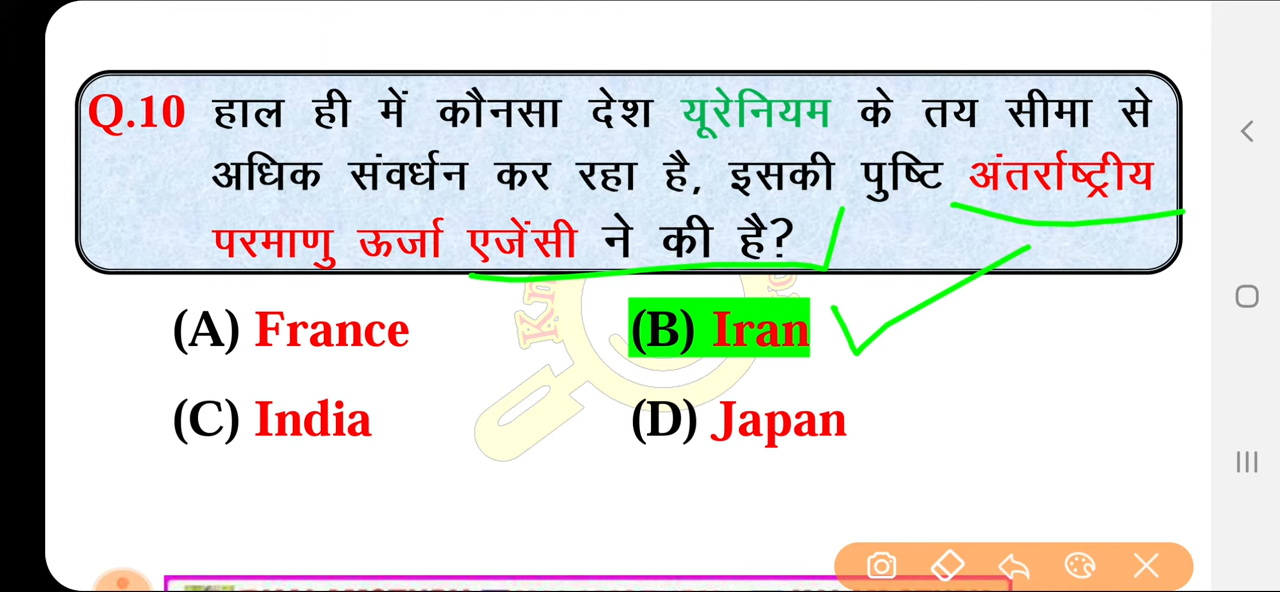 Q.10 हाल ही में कौनसा देश यूरेनियम के तय सीमा से
अधिक संवर्धन कर रहा है, इसकी पुष्टि अंतर्राष्ट्रीय
परमाणु ऊर्जा एजेंसी ने की है?
(A) France
(B) Iran
(C) India
(D) Japan